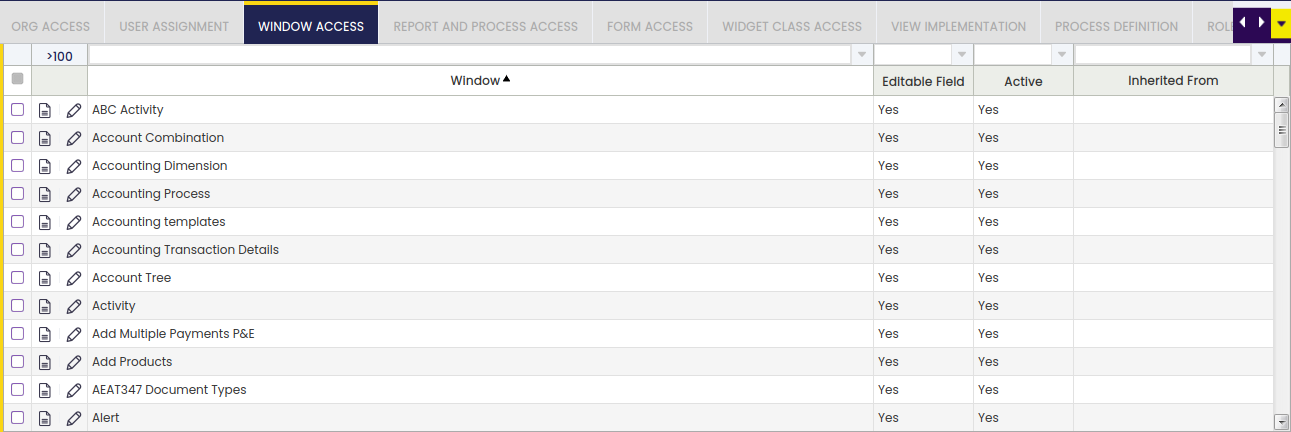 ORG ACCESS USER ASSIGNMENT WINDOW ACCESS REPORT AND PROCESS ACCESS FORM ACCESS WIDGET CLASS ACCESS VIEW IMPLEMENTATION PROCESS DEFINITION ROL
>100
Window Editable Field Active Inherited From
ABC Activity Yes Yes
Account Combination Yes Yes
Accounting Dimension Yes Yes
Accounting Process Yes Yes
Accounting templates Yes Yes
Accounting Transaction Details Yes Yes
Account Tree Yes Yes
Activity Yes Yes
Add Multiple Payments P&E Yes Yes
Add Products Yes Yes
AEAT347 Document Types Yes Yes
Alert Yes Yes